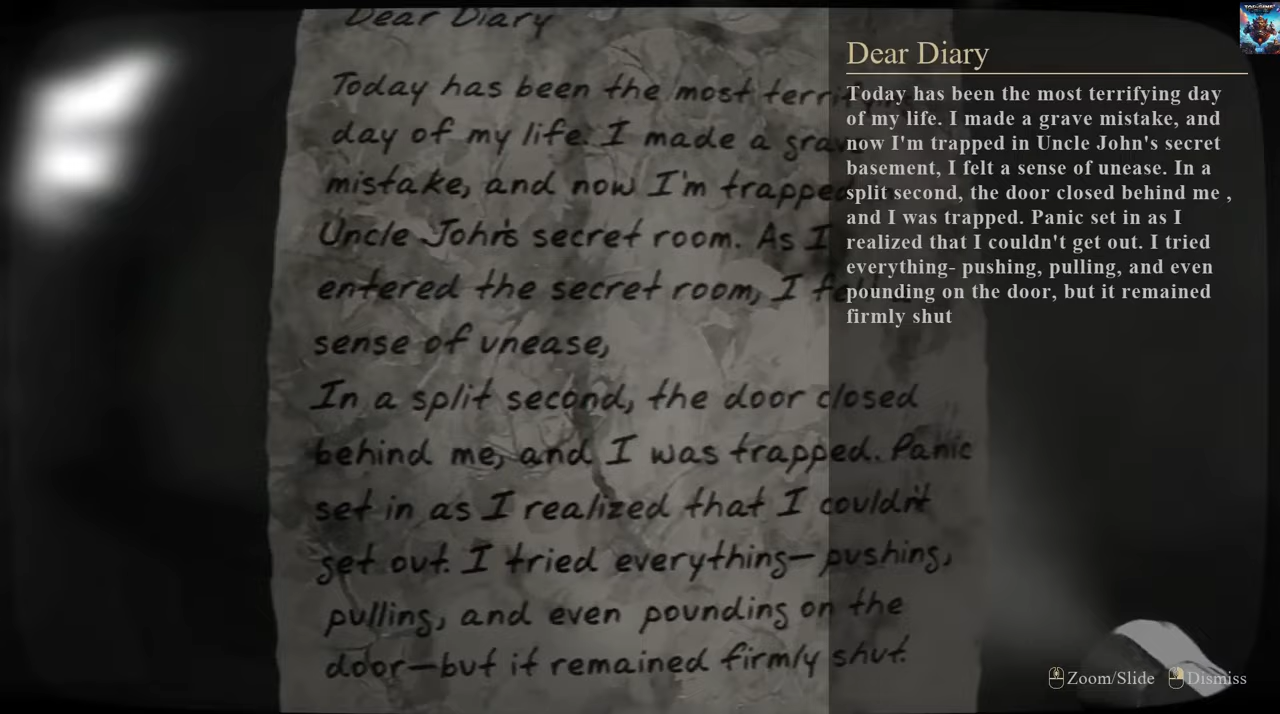 Dear Diary
Today has been the most
day of my life. I made a
mistake, and now I'm trapped
Uncle John's secret room. As I
entered the secret room, I
sense of unease,
In a split second, the door closed
behind me, and I was trapped. Panic
set in as I realized that I couldn't
get out. I tried everything— pushing,
pulling, and even pounding on the
door—but it remained firmly shut.
Dear Diary
Today has been the most terrifying day
of my life. I made a grave mistake, and
now I'm trapped in Uncle John's secret
basement, I felt a sense of unease. In a
split second, the door closed behind me ,
and I was trapped. Panic set in as I
realized that I couldn't get out. I tried
everything- pushing, pulling, and even
pounding on the door, but it remained
firmly shut
Zoom/Slide
Dismiss